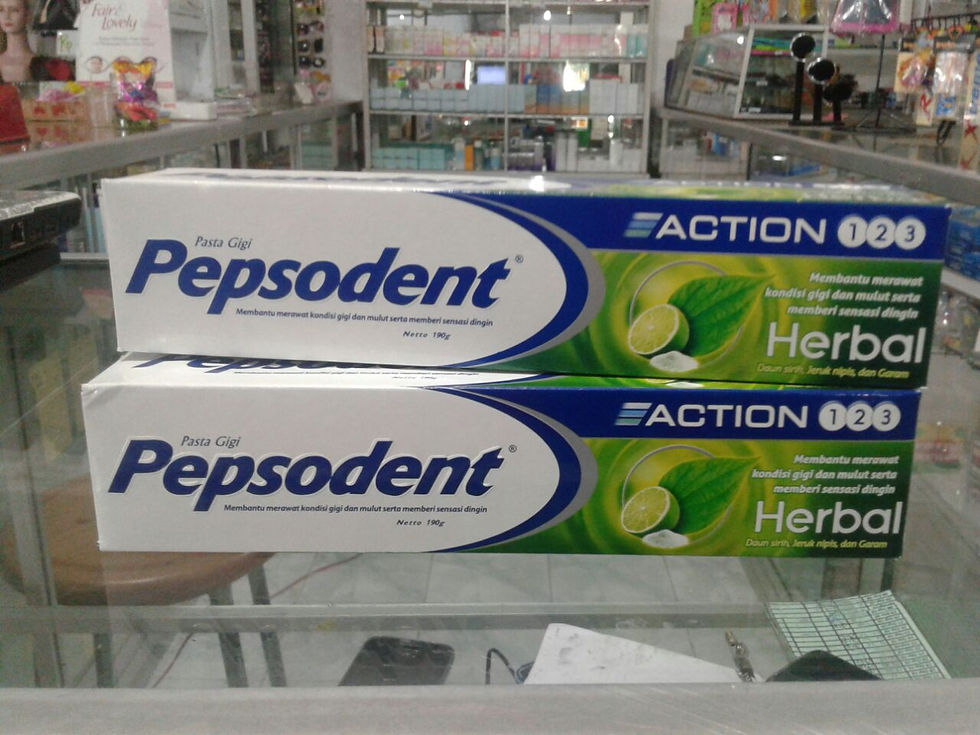 Fair &
Lovely
Pasta Gigi
Pepsodent®
Membantu merawat kondisi gigi dan mulut serta memberi sensasi dingin
Netto 190g
ACTION 123
Membantu merawat
kondisi gigi dan mulut serta
memberi sensasi dingin
Herbal
Daun sirih, Jeruk nipis, dan Garam
Pepsodent
Pasta Gigi
Pepsodent®
Membantu merawat kondisi gigi dan mulut serta memberi sensasi dingin
Netto 190g
ACTION 123
Membantu merawat
kondisi gigi dan mulut serta
memberi sensasi dingin
Herbal
Daun sirih, Jeruk nipis, dan Garam